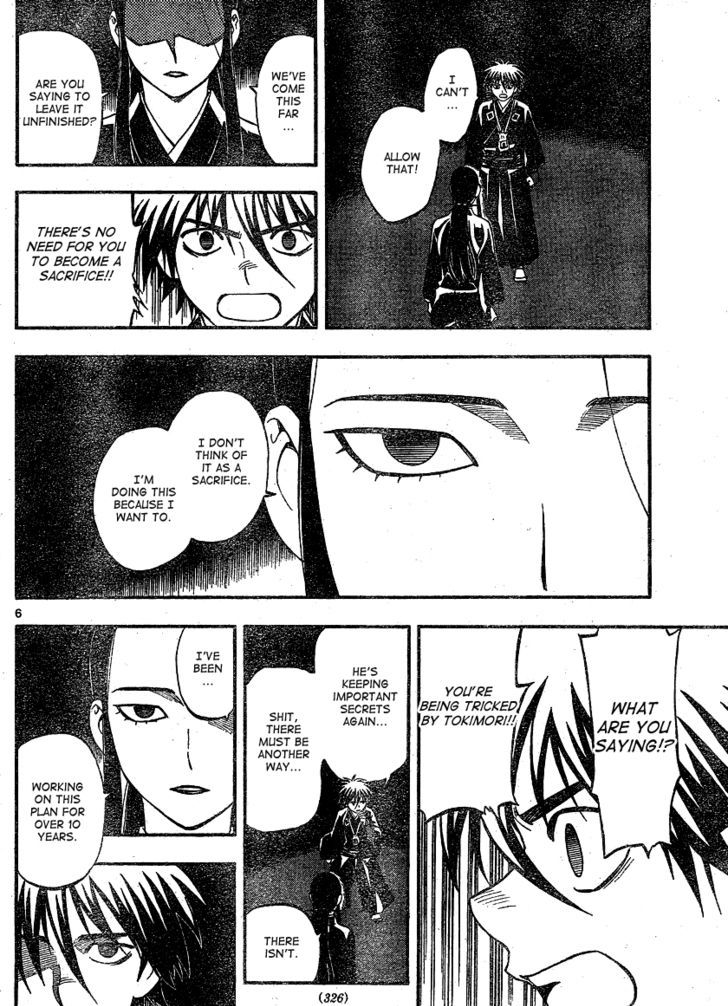 I
CAN'T
...
ALLOW
THAT!
WE'VE
COME
THIS
FAR
...
ARE YOU
SAYING TO
LEAVE IT
UNFINISHED?
THERE'S NO
NEED FOR YOU
TO BECOME A
SACRIFICE!!
I DON'T
THINK OF
IT AS A
SACRIFICE.
I'M
DOING THIS
BECAUSE I
WANT TO.
6
WHAT
ARE YOU
SAYING!?
YOU'RE
BEING TRICKED
BY TOKIMORI!!
HE'S
KEEPING
IMPORTANT
SECRETS
AGAIN...
SHIT,
THERE
MUST BE
ANOTHER
WAY...
THERE
ISN'T.
I'VE
BEEN
...
WORKING
ON THIS
PLAN FOR
OVER 10
YEARS.
(326)